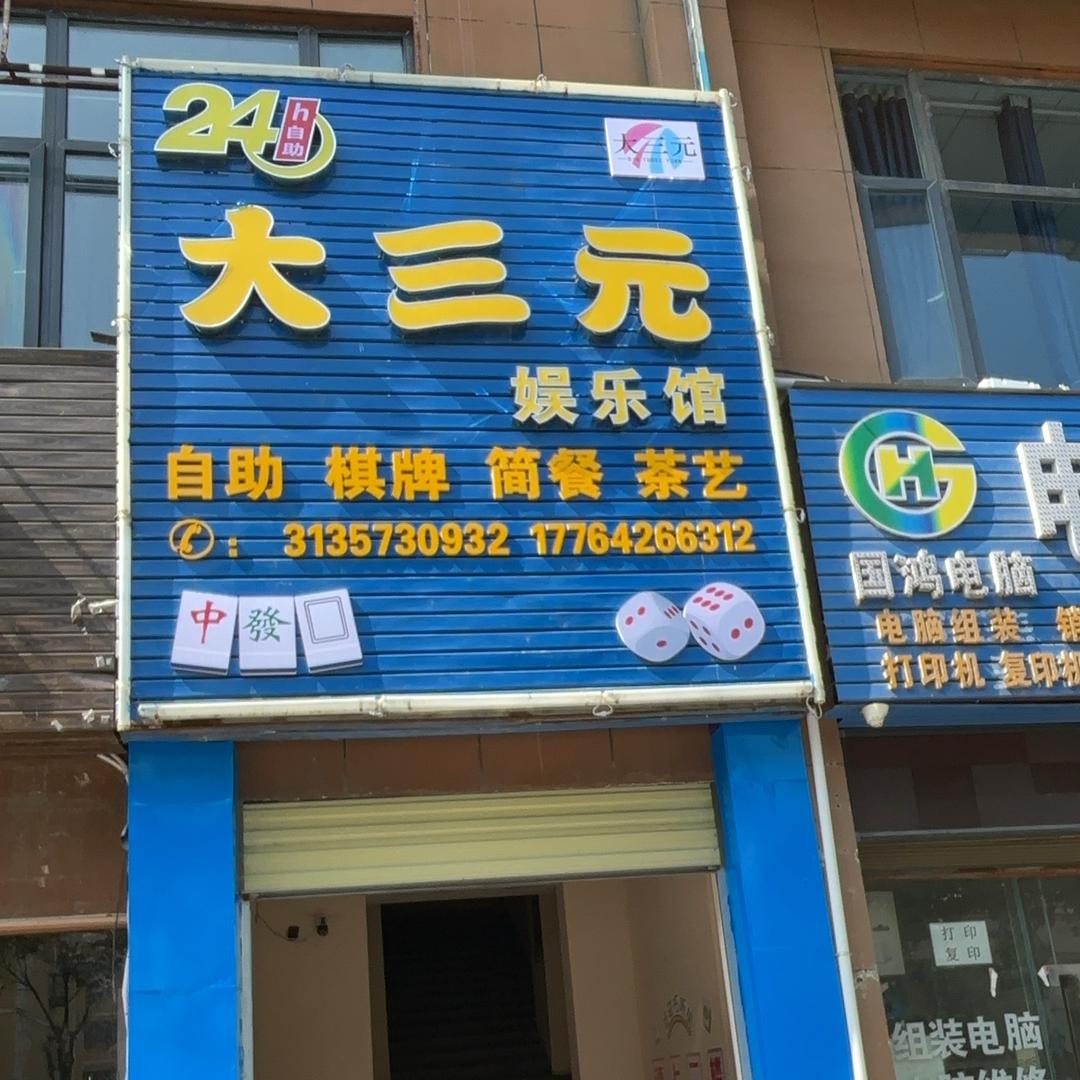 24h自助
大三元
大三元
娱乐馆
自助 棋牌 简餐 茶艺
✆: 3135730932 17764266312
中 發
国鸿电脑
电脑组装 销
打印机 复印机
打印
复印
组装电脑